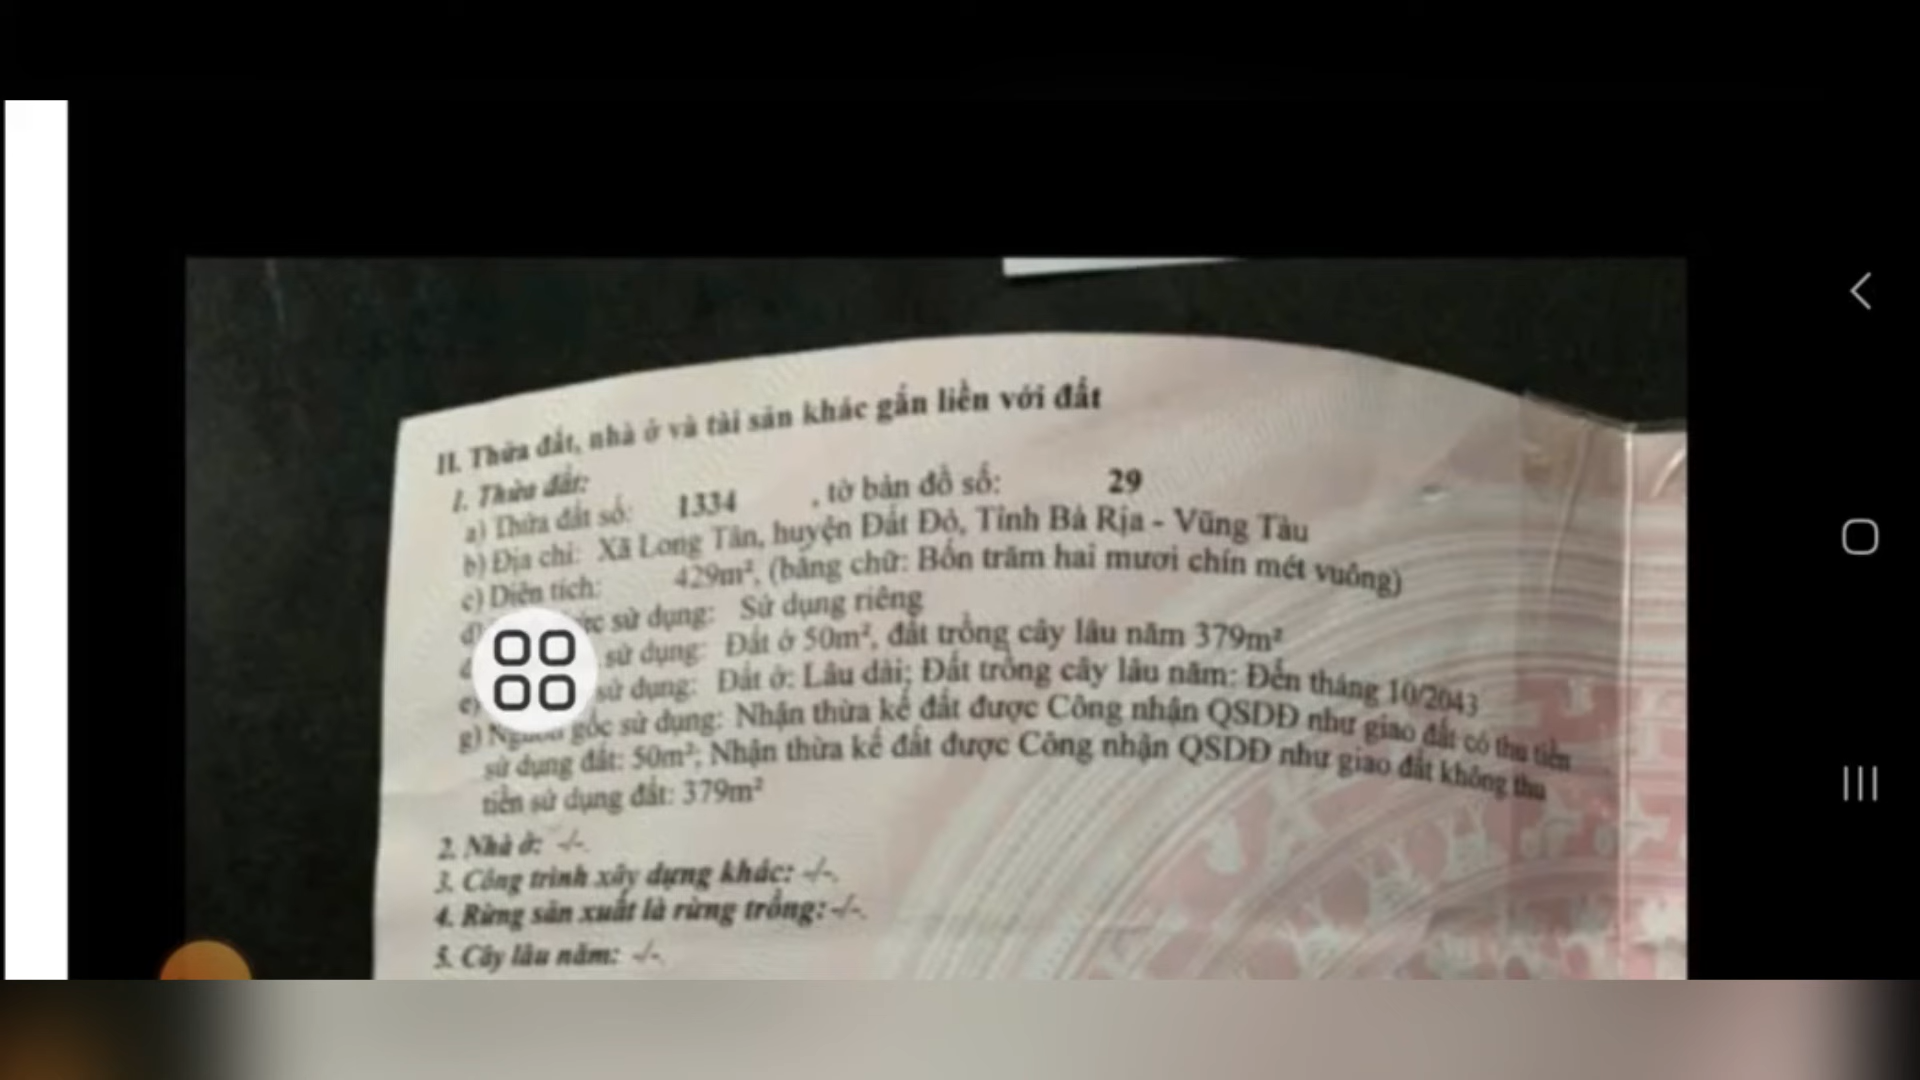 II. Thửa đất, nhà ở và tài sản khác gắn liền với đất
1. Thửa đất:
a) Thửa đất số: 1334 , tờ bản đồ số: 29
b) Địa chỉ: Xã Long Tân, huyện Đất Đỏ, Tỉnh Bà Rịa - Vũng Tàu
c) Diện tích: 429m², (bằng chữ: Bốn trăm hai mươi chín mét vuông)
d) sử dụng: Sử dụng riêng
sử dụng: Đất ở 50m², đất trồng cây lâu năm 379m²
e) sử dụng: Đất ở: Lâu dài; Đất trồng cây lâu năm: Đến tháng 10/2043
g) Nguồn gốc sử dụng: Nhận thừa kế đất được Công nhận QSDĐ như giao đất có thu tiền
sử dụng đất: 50m²; Nhận thừa kế đất được Công nhận QSDĐ như giao đất không thu
tiền sử dụng đất: 379m²
2. Nhà ở: -/-.
3. Công trình xây dựng khác: -/-.
4. Rừng sản xuất là rừng trồng: -/-.
5. Cây lâu năm: -/-.